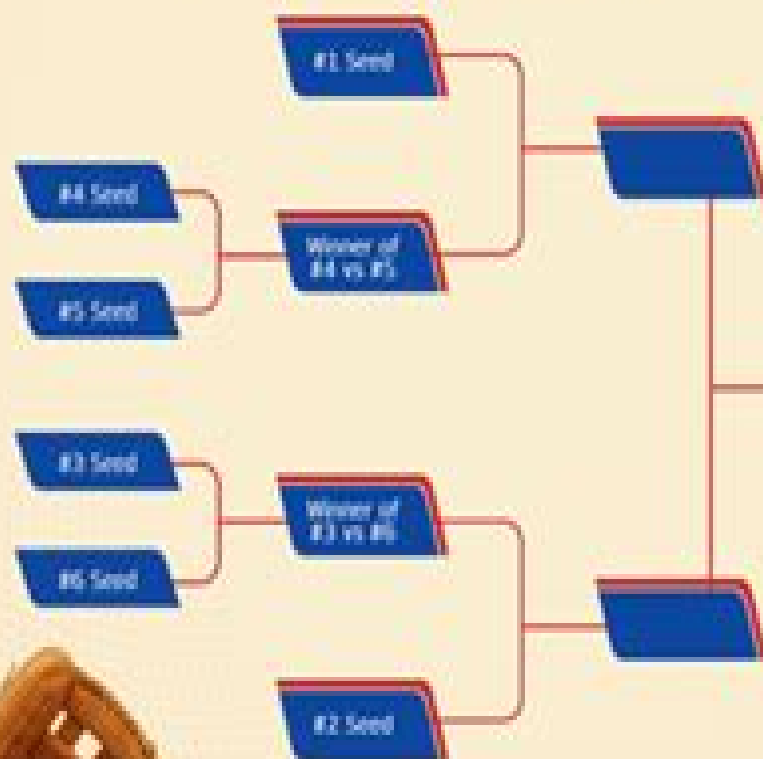 #1 Seed
#4 Seed
Winner of
#4 vs #5
#5 Seed
#3 Seed
Winner of
#3 vs #6
#6 Seed
#2 Seed